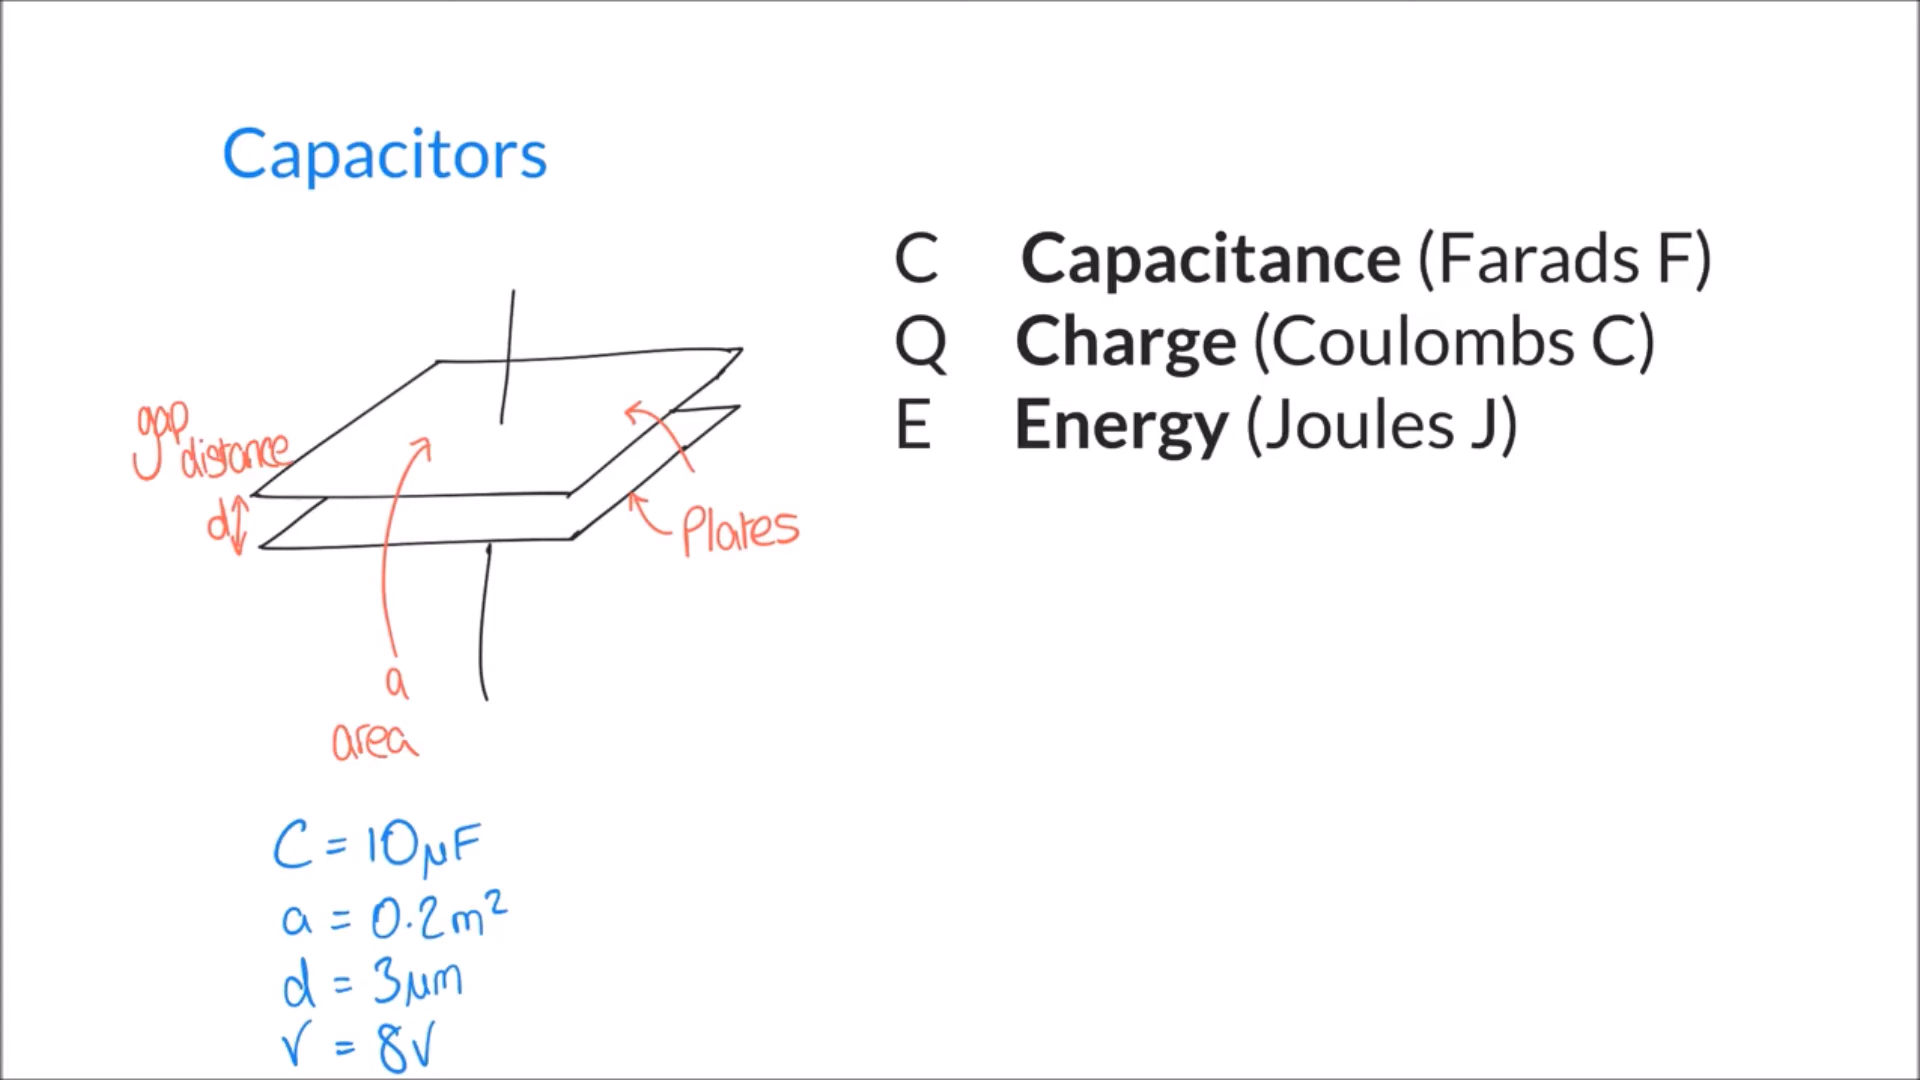 Capacitors
C Capacitance (Farads F)
Q Charge (Coulombs C)
E Energy (Joules J)
gap
distance
d
Plates
a
area
C = 10μF
a = 0.2m²
d = 3μm
V = 8V